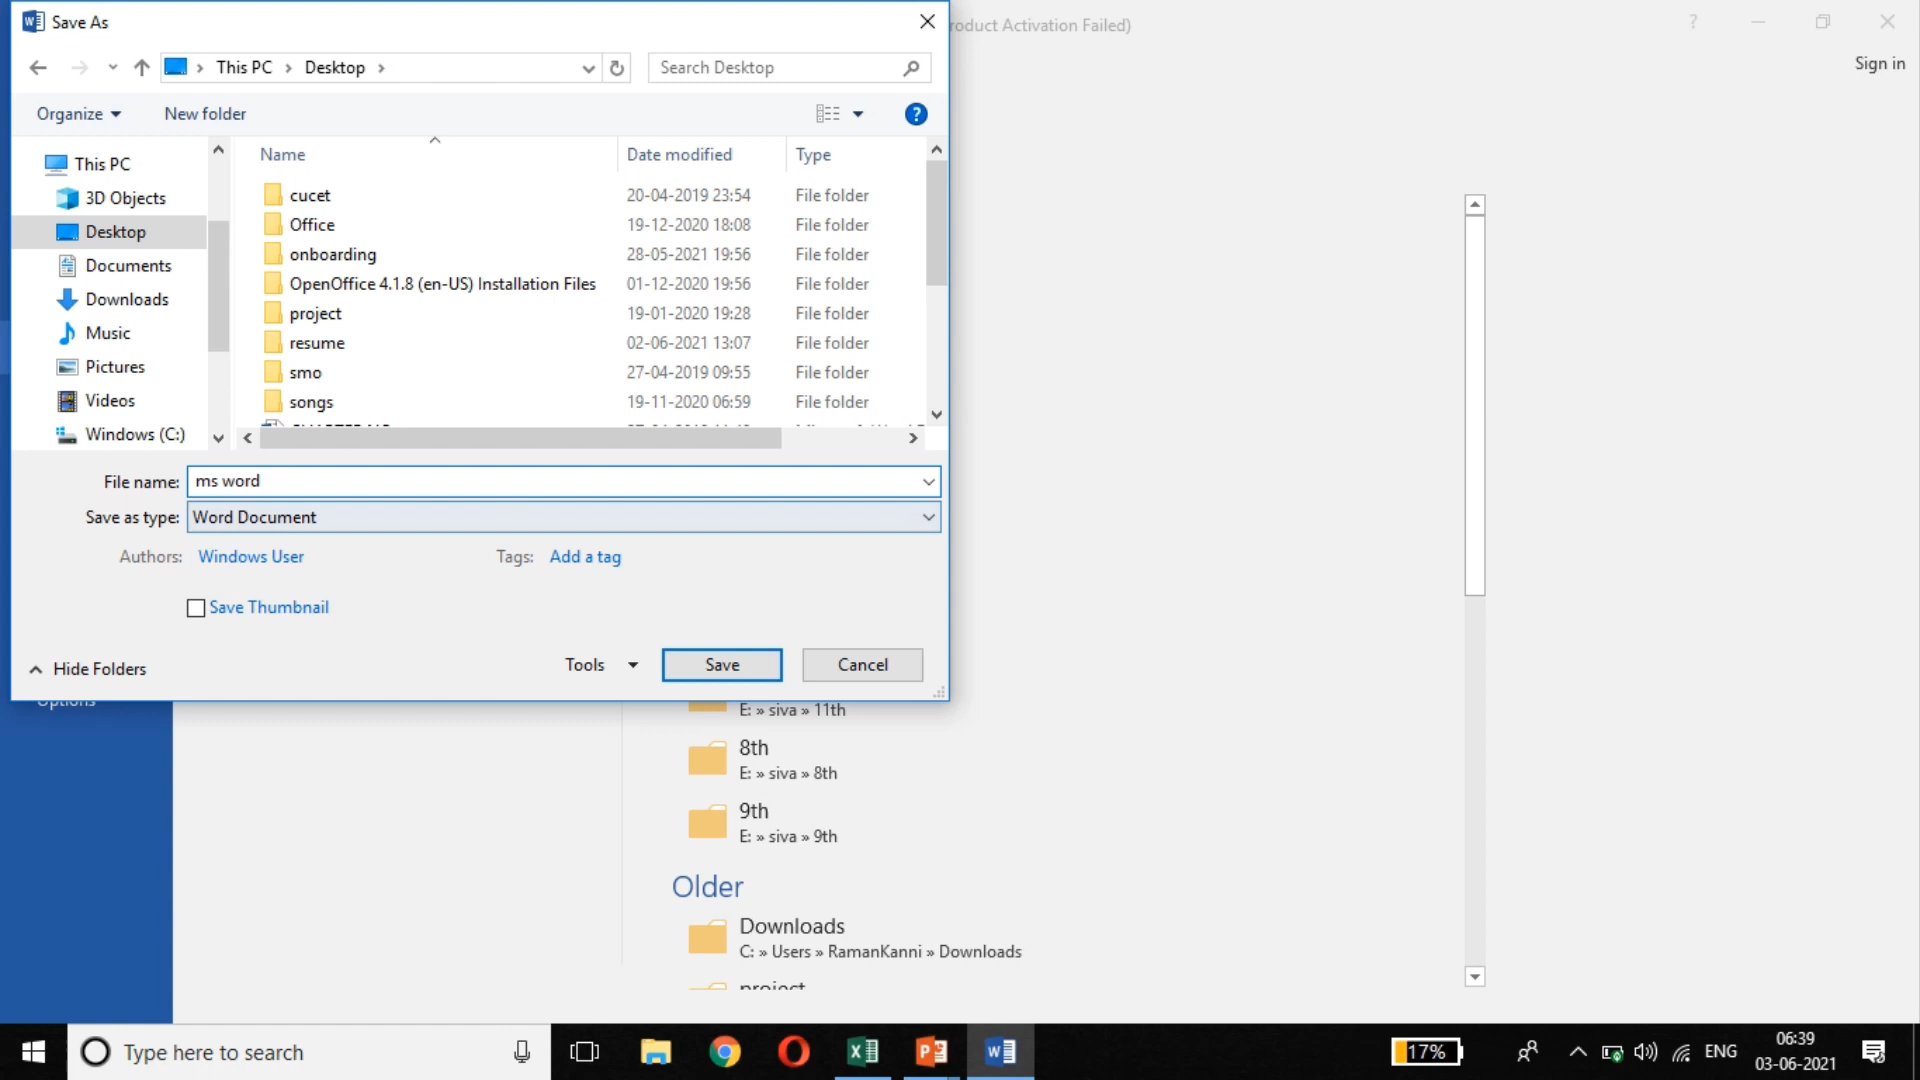 Save As
roduct Activation Failed)
Sign in
This PC > Desktop >
Search Desktop
Organize
New folder
Name Date modified Type
This PC
3D Objects
Desktop
Documents
Downloads
Music
Pictures
Videos
Windows (C:)
cucet 20-04-2019 23:54 File folder
Office 19-12-2020 18:08 File folder
onboarding 28-05-2021 19:56 File folder
OpenOffice 4.1.8 (en-US) Installation Files 01-12-2020 19:56 File folder
project 19-01-2020 19:28 File folder
resume 02-06-2021 13:07 File folder
smo 27-04-2019 09:55 File folder
songs 19-11-2020 06:59 File folder
File name: ms word
Save as type: Word Document
Authors: Windows User Tags: Add a tag
Save Thumbnail
Hide Folders
Tools Save Cancel
Options
E: » siva » 11th
8th
E: » siva » 8th
9th
E: » siva » 9th
Older
Downloads
C: » Users » RamanKanni » Downloads
project
Type here to search
17%
ENG
06:39
03-06-2021